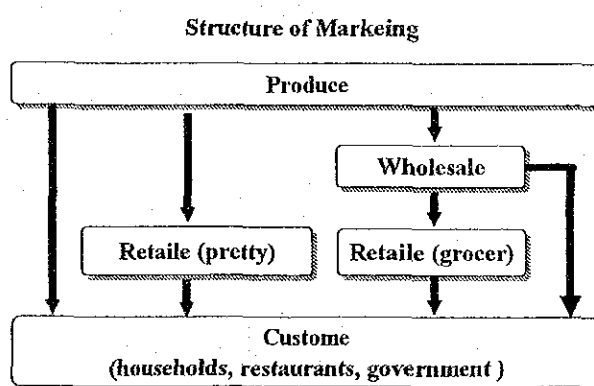 Structure of Markeing
Produce
Wholesale
Retaile (pretty)
Retaile (grocer)
Custome
(households, restaurants, government )